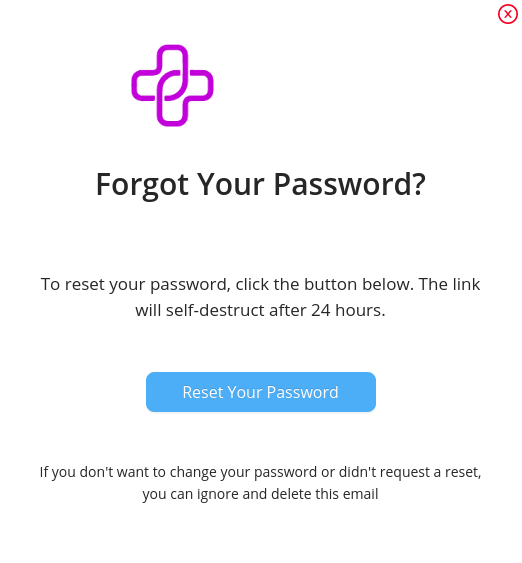 Forgot Your Password?
To reset your password, click the button below. The link
will self-destruct after 24 hours.
Reset Your Password
If you don't want to change your password or didn't request a reset,
you can ignore and delete this email